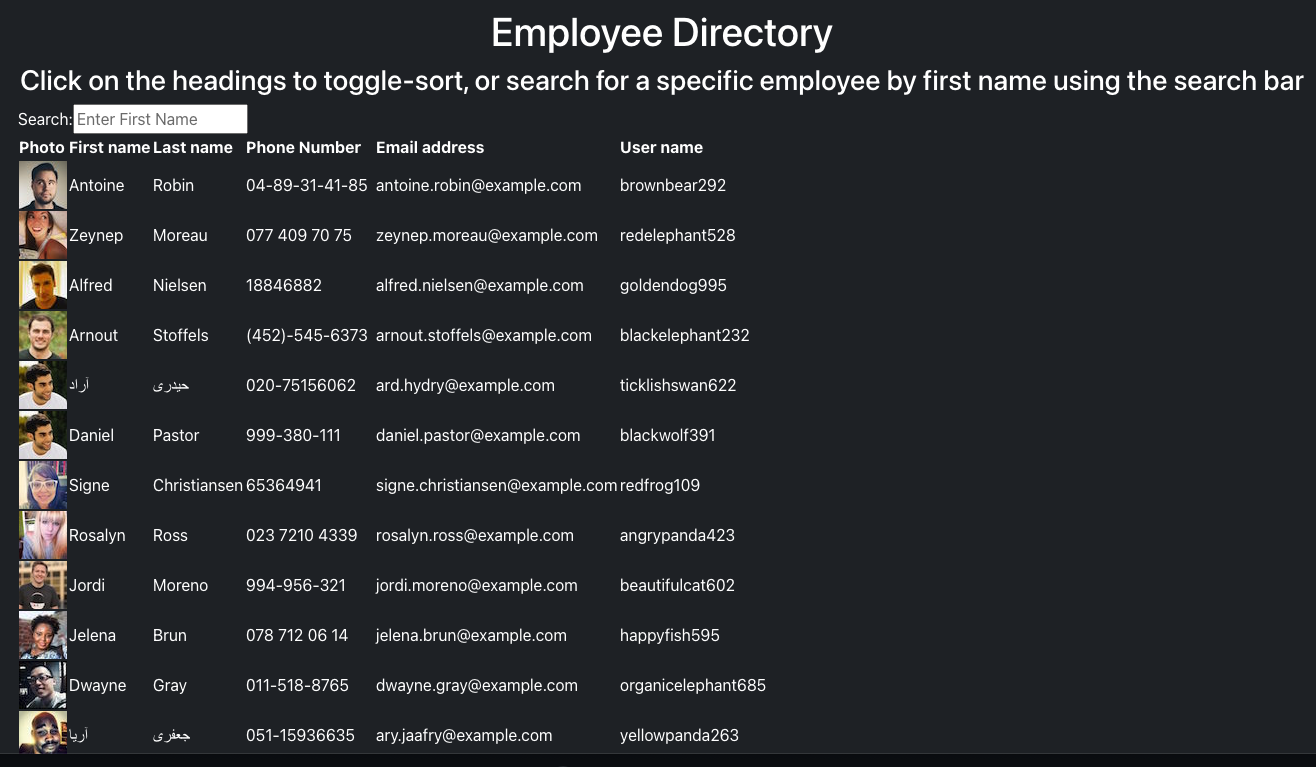 Employee Directory
Click on the headings to toggle-sort, or search for a specific employee by first name using the search bar
Search: Enter First Name
Photo First name Last name Phone Number Email address User name
Antoine Robin 04-89-31-41-85 antoine.robin@example.com brownbear292
Zeynep Moreau 077 409 70 75 zeynep.moreau@example.com redelephant528
Alfred Nielsen 18846882 alfred.nielsen@example.com goldendog995
Arnout Stoffels (452)-545-6373 arnout.stoffels@example.com blackelephant232
آراد حیدری 020-75156062 ard.hydry@example.com ticklishswan622
Daniel Pastor 999-380-111 daniel.pastor@example.com blackwolf391
Signe Christiansen 65364941 signe.christiansen@example.com redfrog109
Rosalyn Ross 023 7210 4339 rosalyn.ross@example.com angrypanda423
Jordi Moreno 994-956-321 jordi.moreno@example.com beautifulcat602
Jelena Brun 078 712 06 14 jelena.brun@example.com happyfish595
Dwayne Gray 011-518-8765 dwayne.gray@example.com organicelephant685
آریا جعفری 051-15936635 ary.jaafry@example.com yellowpanda263